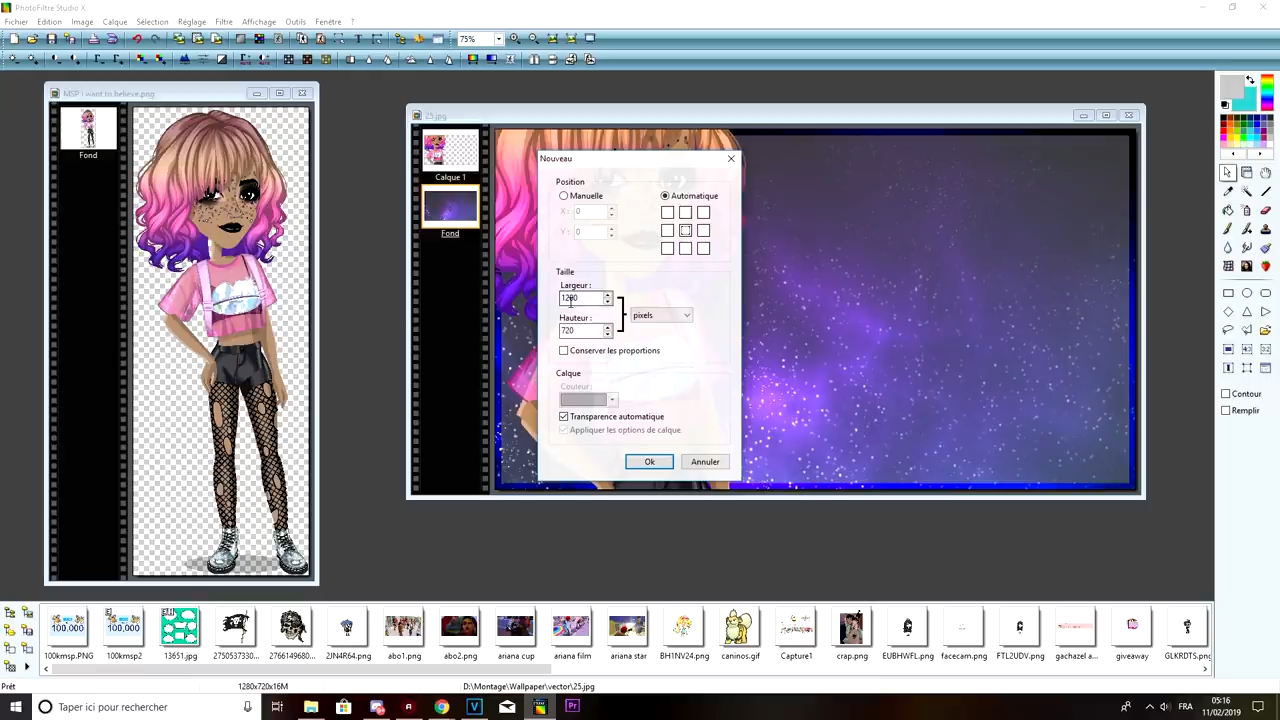 PhotoFiltre Studio X
Fichier Edition Image Calque Sélection Réglage Filtre Affichage Outils Fenêtre ?
75%
MSP I want to believe.png
Fond
25.jpg
Calque 1
Fond
Nouveau
Position
Manuelle
Automatique
X : 0
Y : 0
Taille
Largeur :
1280
Hauteur :
720
pixels
Conserver les proportions
Calque
Couleur :
Transparence automatique
Appliquer les options de calque
Ok
Annuler
Contour
Remplir
100,000
100,000
100kmsp.PNG 100kmsp2 13651.jpg 2750537330... 2766149680... 2JN4R64.png abo1.png abo2.png ariana cup ariana film ariana star BH1NV24.png caninos.gif Capture1 crap.png EUBHWFL.png facecam.png FTL2UDV.png gachazel a... giveaway GLKRDTS.png
Prêt
1280x720x16M
D:\Montage\Wallpaper\vector\25.jpg
Taper ici pour rechercher
V
Pr
FRA
05:16
11/02/2019